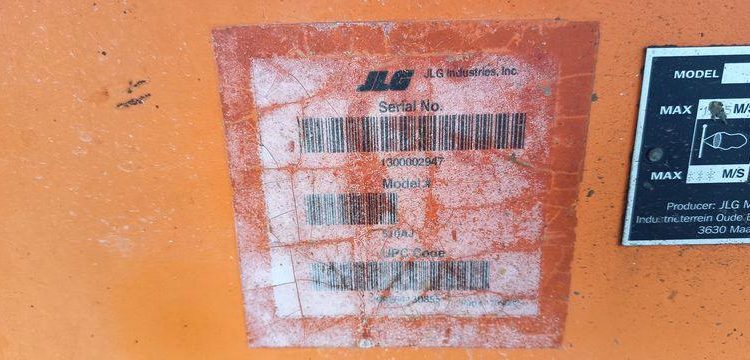 JLG JLG Industries, Inc.
Serial No.
1300002947
Model #
510AJ
UPC Code
MODEL
MAX M/S
MAX M/S
Producer: JLG M
Industrieterrein Oude B
3630 Maa